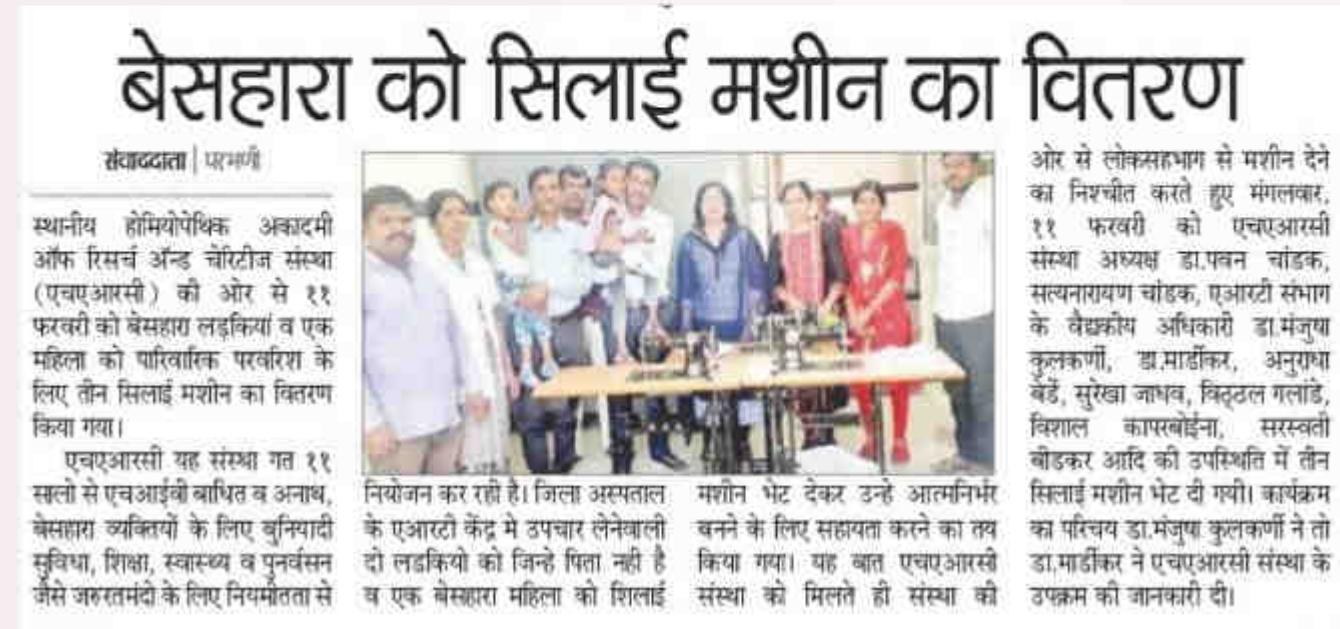 बेसहारा को सिलाई मशीन का वितरण
संवाददाता | परभणी
स्थानीय होमियोपेथिक अकादमी
ऑफ रिसर्च ॲन्ड चेरिटीज संस्था
(एचएआरसी) की ओर से ११
फरवरी को बेसहारा लड़कियां व एक
महिला को पारिवारिक परवरिश के
लिए तीन सिलाई मशीन का वितरण
किया गया।
एचएआरसी यह संस्था गत ११
सालो से एचआईवी बाधित व अनाथ,
बेसहारा व्यक्तियों के लिए बुनियादी
सुविधा, शिक्षा, स्वास्थ्य व पुनर्वसन
जैसे जरुरतमंदो के लिए नियमीतता से
नियोजन कर रही है। जिला अस्पताल
के एआरटी केंद्र मे उपचार लेनेवाली
दो लडकियो को जिन्हे पिता नही है
व एक बेसहारा महिला को शिलाई
मशीन भेट देकर उन्हे आत्मनिर्भर
बनने के लिए सहायता करने का तय
किया गया। यह बात एचएआरसी
संस्था को मिलते ही संस्था की
ओर से लोकसहभाग से मशीन देने
का निश्चीत करते हुए मंगलवार,
११ फरवरी को एचएआरसी
संस्था अध्यक्ष डा.पवन चांडक,
सत्यनारायण चांडक, एआरटी संभाग
के वैद्यकीय अधिकारी डा.मंजुषा
कुलकर्णी, डा.मार्डीकर, अनुराधा
बेंडें, सुरेखा जाधव, विठ्ठल गलांडे,
विशाल कापरबोईना, सरस्वती
बीडकर आदि की उपस्थिति में तीन
सिलाई मशीन भेट दी गयी। कार्यक्रम
का परिचय डा.मंजुषा कुलकर्णी ने तो
डा.मार्डीकर ने एचएआरसी संस्था के
उपक्रम की जानकारी दी।